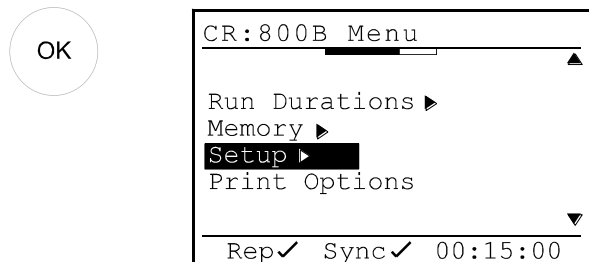 OK
CR:800B Menu
Run Durations ▶
Memory ▶
Setup ▶
Print Options
Rep✓ Sync✓ 00:15:00